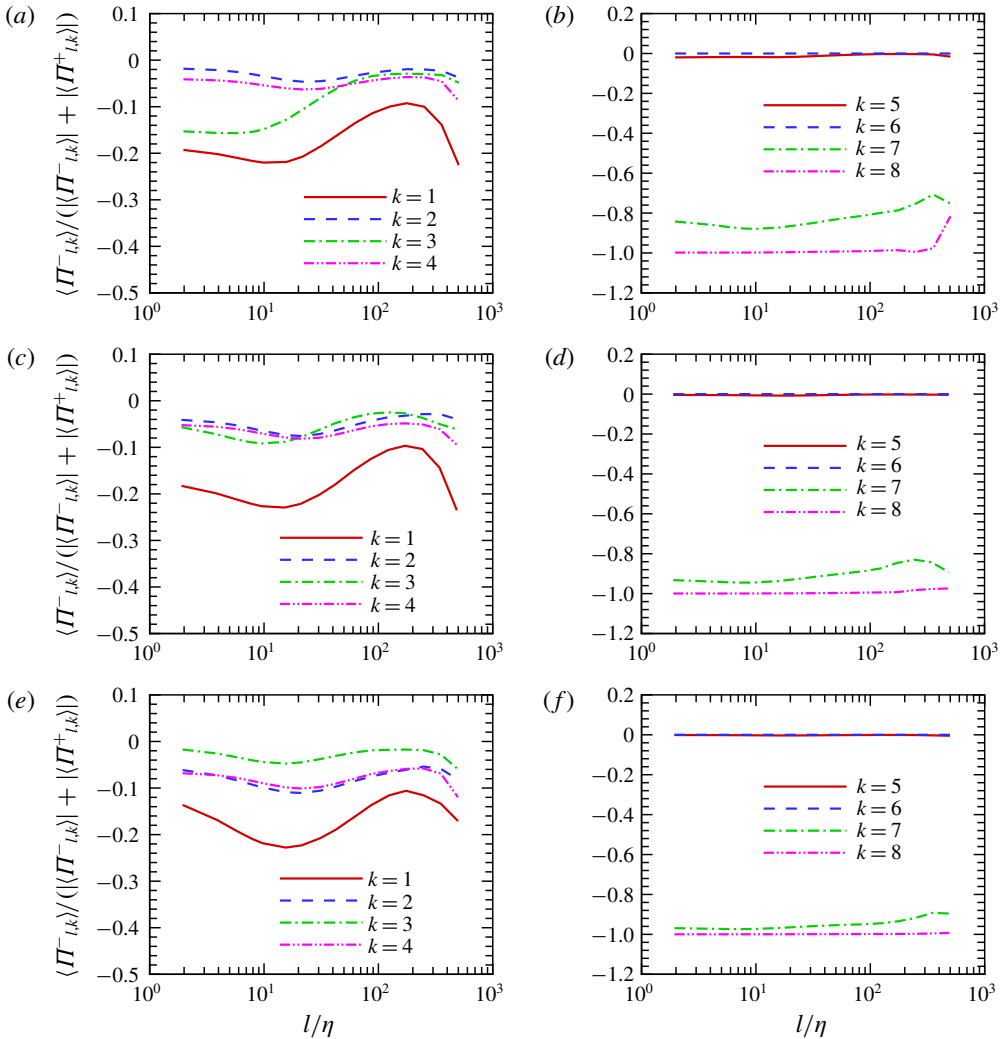 (a)
(b)
⟨Π⁻l,k⟩/(|⟨Π⁻l,k⟩| + |⟨Π⁺l,k⟩|)
0.1
0
−0.1
−0.2
−0.3
−0.4
−0.5
k = 1
k = 2
k = 3
k = 4
10⁰ 10¹ 10² 10³
0.2
0
−0.2
−0.4
−0.6
−0.8
−1.0
−1.2
k = 5
k = 6
k = 7
k = 8
10⁰ 10¹ 10² 10³
(c)
(d)
⟨Π⁻l,k⟩/(|⟨Π⁻l,k⟩| + |⟨Π⁺l,k⟩|)
0.1
0
−0.1
−0.2
−0.3
−0.4
−0.5
k = 1
k = 2
k = 3
k = 4
10⁰ 10¹ 10² 10³
0.2
0
−0.2
−0.4
−0.6
−0.8
−1.0
−1.2
k = 5
k = 6
k = 7
k = 8
10⁰ 10¹ 10² 10³
(e)
(f)
⟨Π⁻l,k⟩/(|⟨Π⁻l,k⟩| + |⟨Π⁺l,k⟩|)
0.1
0
−0.1
−0.2
−0.3
−0.4
−0.5
k = 1
k = 2
k = 3
k = 4
10⁰ 10¹ 10² 10³
l/η
0.2
0
−0.2
−0.4
−0.6
−0.8
−1.0
−1.2
k = 5
k = 6
k = 7
k = 8
10⁰ 10¹ 10² 10³
l/η